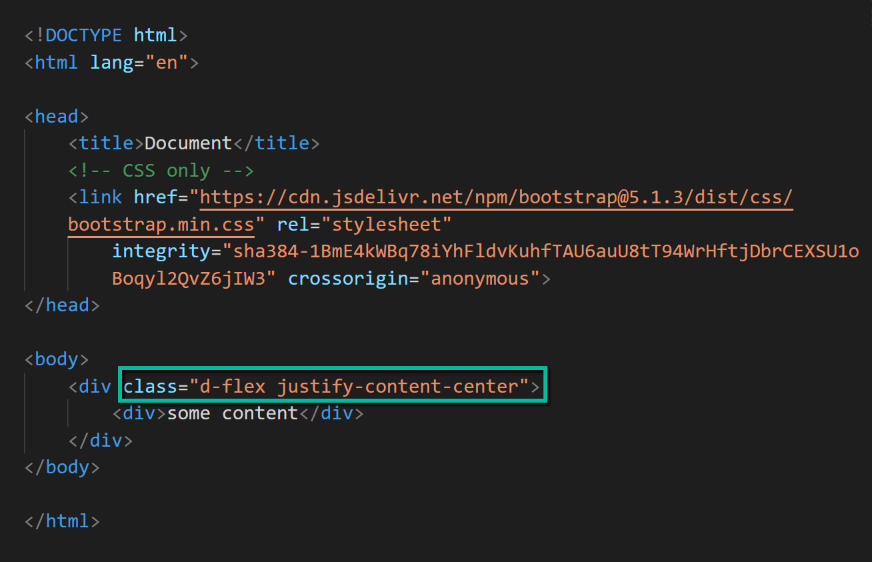 <!DOCTYPE html>
<html lang="en">
<head>
<title>Document</title>
<!-- CSS only -->
<link href="https://cdn.jsdelivr.net/npm/bootstrap@5.1.3/dist/css/
bootstrap.min.css" rel="stylesheet"
integrity="sha384-1BmE4kWBq78iYhFldvKuhfTAU6auU8tT94WrHftjDbrCEXSU1o
Boqyl2QvZ6jIW3" crossorigin="anonymous">
</head>
<body>
<div class="d-flex justify-content-center">
<div>some content</div>
</div>
</body>
</html>